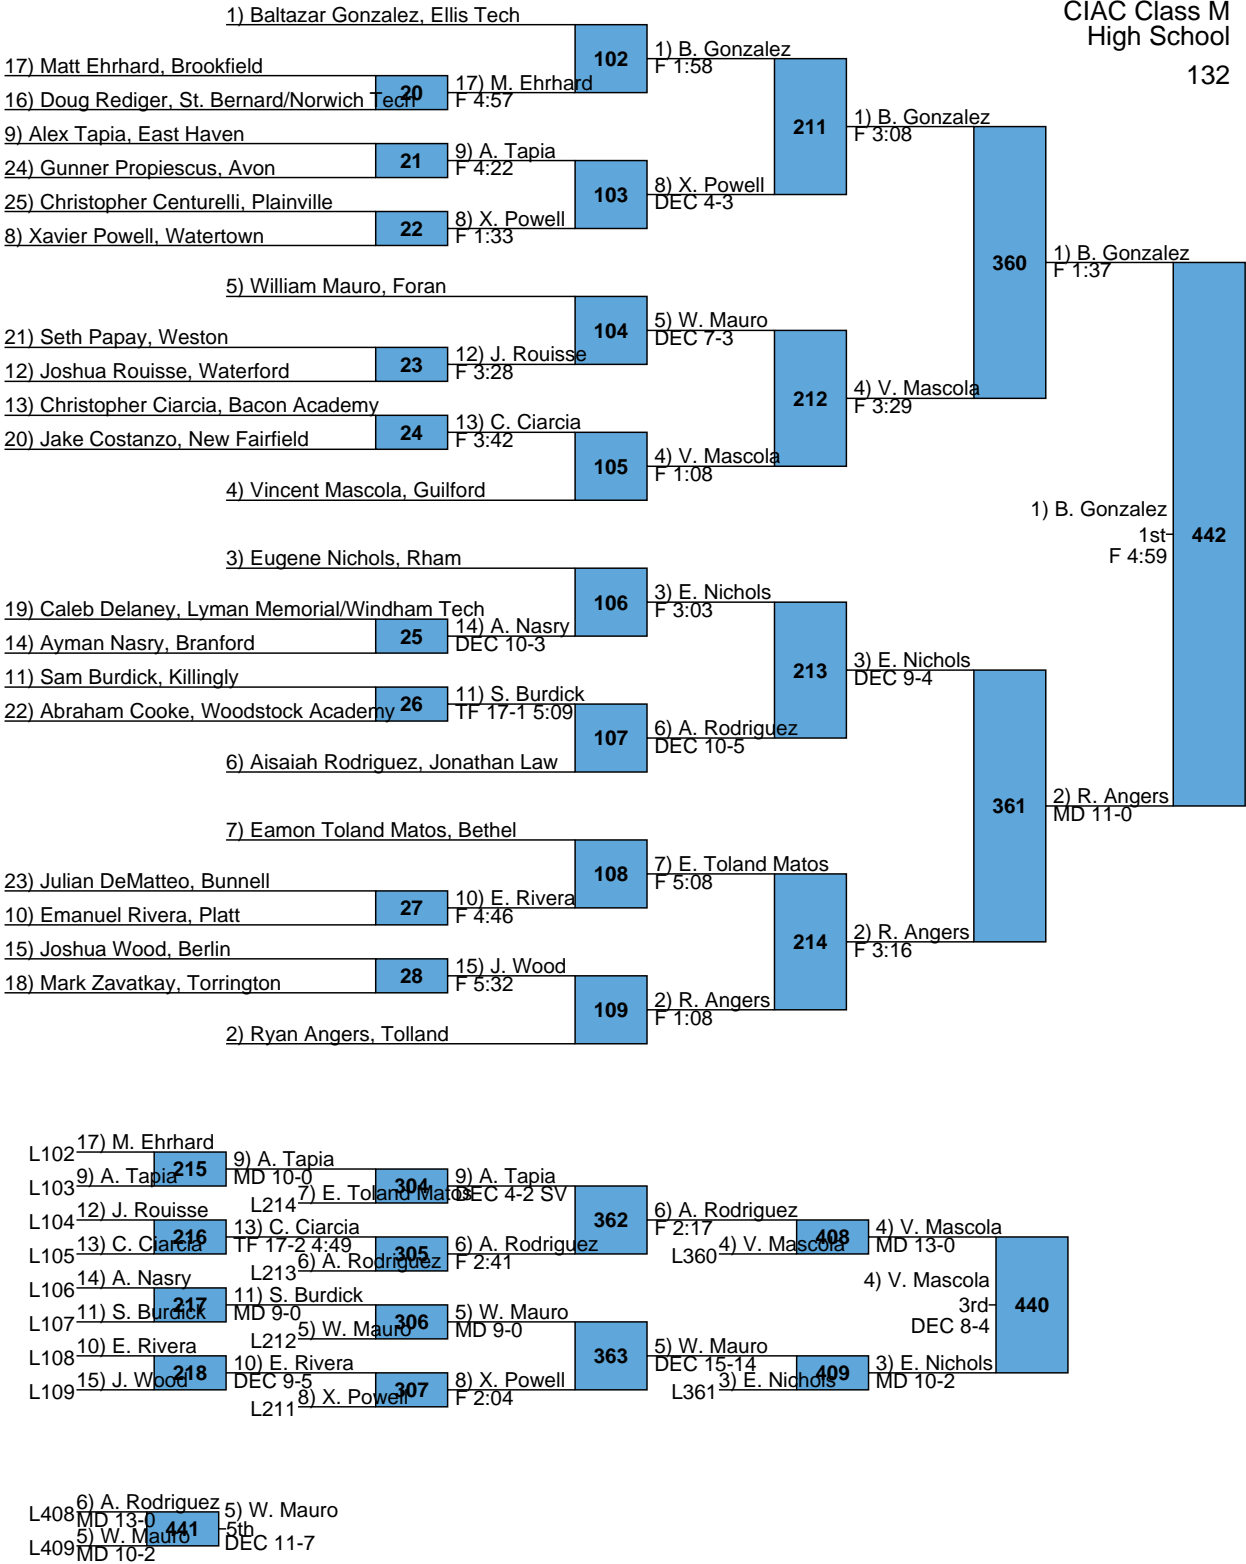 CIAC Class M
High School
132
1) Baltazar Gonzalez, Ellis Tech
102
1) B. Gonzalez
F 1:58
17) Matt Ehrhard, Brookfield
20
17) M. Ehrhard
F 4:57
16) Doug Rediger, St. Bernard/Norwich Tech
211
1) B. Gonzalez
F 3:08
9) Alex Tapia, East Haven
21
9) A. Tapia
F 4:22
24) Gunner Propiescus, Avon
103
8) X. Powell
DEC 4-3
25) Christopher Centurelli, Plainville
22
8) X. Powell
F 1:33
8) Xavier Powell, Watertown
360
1) B. Gonzalez
F 1:37
5) William Mauro, Foran
104
5) W. Mauro
DEC 7-3
21) Seth Papay, Weston
23
12) J. Rouisse
F 3:28
12) Joshua Rouisse, Waterford
212
4) V. Mascola
F 3:29
13) Christopher Ciarcia, Bacon Academy
24
13) C. Ciarcia
F 3:42
20) Jake Costanzo, New Fairfield
105
4) V. Mascola
F 1:08
4) Vincent Mascola, Guilford
1) B. Gonzalez
1st
F 4:59
442
3) Eugene Nichols, Rham
106
3) E. Nichols
F 3:03
19) Caleb Delaney, Lyman Memorial/Windham Tech
25
14) A. Nasry
DEC 10-3
14) Ayman Nasry, Branford
213
3) E. Nichols
DEC 9-4
11) Sam Burdick, Killingly
26
11) S. Burdick
TF 17-1 5:09
22) Abraham Cooke, Woodstock Academy
107
6) A. Rodriguez
DEC 10-5
6) Aisaiah Rodriguez, Jonathan Law
361
2) R. Angers
MD 11-0
7) Eamon Toland Matos, Bethel
108
7) E. Toland Matos
F 5:08
23) Julian DeMatteo, Bunnell
27
10) E. Rivera
F 4:46
10) Emanuel Rivera, Platt
214
2) R. Angers
F 3:16
15) Joshua Wood, Berlin
28
15) J. Wood
F 5:32
18) Mark Zavatkay, Torrington
109
2) R. Angers
F 1:08
2) Ryan Angers, Tolland
L102
17) M. Ehrhard
215
9) A. Tapia
MD 10-0
L103
9) A. Tapia
304
9) A. Tapia
DEC 4-2 SV
L214
7) E. Toland Matos
L104
12) J. Rouisse
362
6) A. Rodriguez
F 2:17
216
13) C. Ciarcia
TF 17-2 4:49
408
4) V. Mascola
MD 13-0
L105
13) C. Ciarcia
305
6) A. Rodriguez
F 2:41
L360
4) V. Mascola
L213
6) A. Rodriguez
L106
14) A. Nasry
4) V. Mascola
3rd
DEC 8-4
440
217
11) S. Burdick
MD 9-0
L107
11) S. Burdick
306
5) W. Mauro
MD 9-0
L212
5) W. Mauro
L108
10) E. Rivera
363
5) W. Mauro
DEC 15-14
218
10) E. Rivera
DEC 9-5
409
3) E. Nichols
MD 10-2
L109
15) J. Wood
307
8) X. Powell
F 2:04
L361
3) E. Nichols
L211
8) X. Powell
L408
6) A. Rodriguez
MD 13-0
441
5) W. Mauro
5th
DEC 11-7
L409
5) W. Mauro
MD 10-2